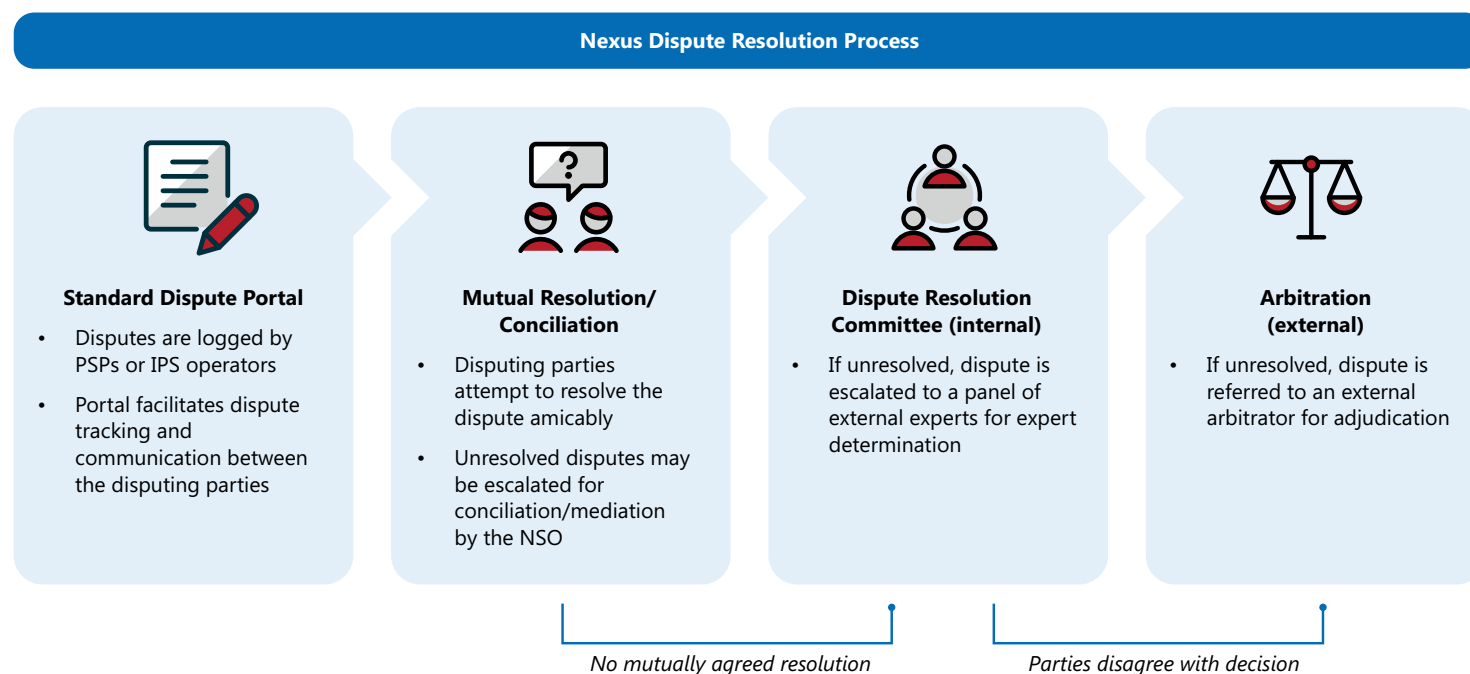 Nexus Dispute Resolution Process
?
Standard Dispute Portal
• Disputes are logged by
PSPs or IPS operators
• Portal facilitates dispute
tracking and
communication between
the disputing parties
Mutual Resolution/
Conciliation
• Disputing parties
attempt to resolve the
dispute amicably
• Unresolved disputes may
be escalated for
conciliation/mediation
by the NSO
Dispute Resolution
Committee (internal)
• If unresolved, dispute is
escalated to a panel of
external experts for expert
determination
Arbitration
(external)
• If unresolved, dispute is
referred to an external
arbitrator for adjudication
No mutually agreed resolution
Parties disagree with decision